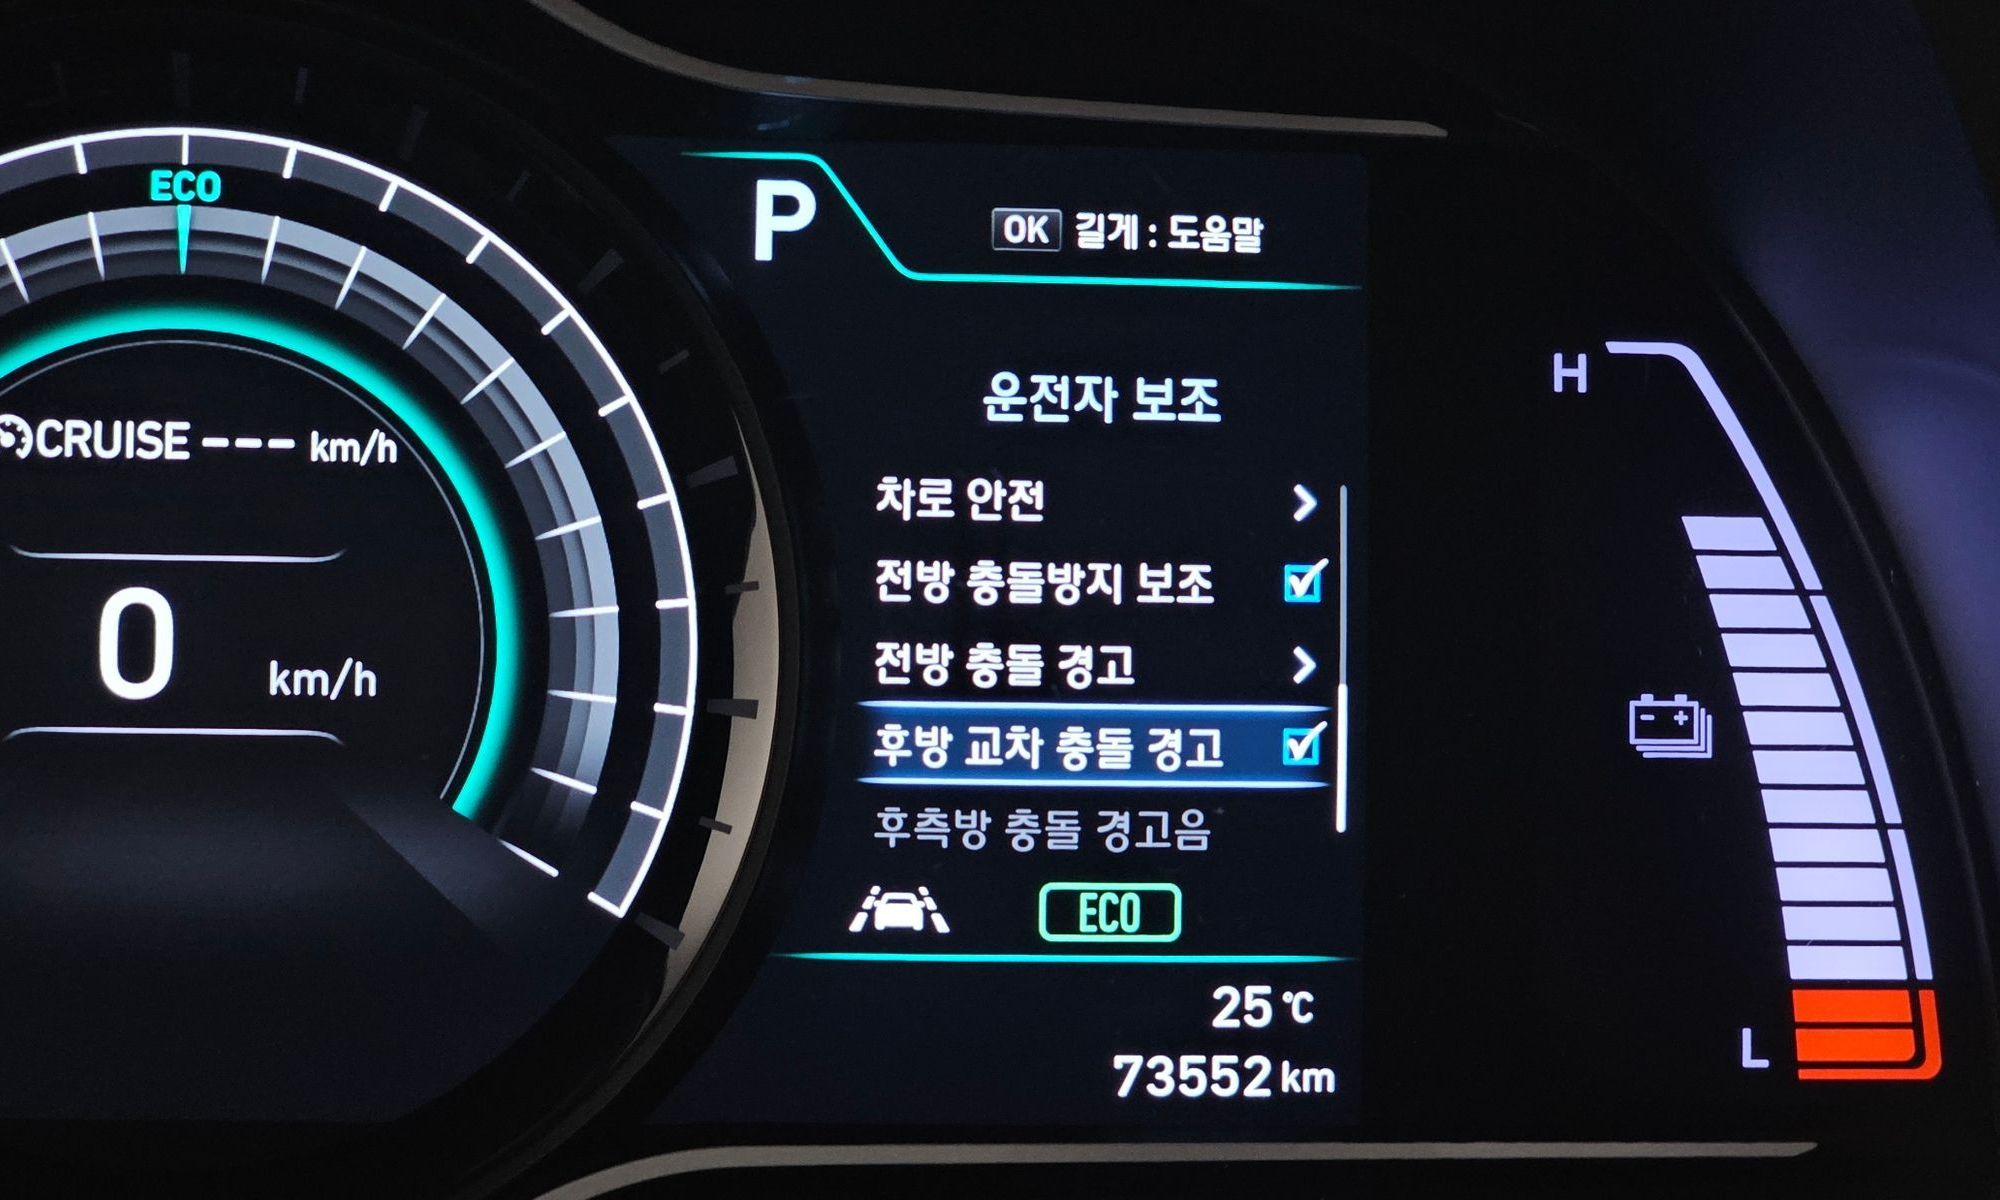 ECO
CRUISE --- km/h
0 km/h
P
OK 길게 : 도움말
운전자 보조
차로 안전
전방 충돌방지 보조
전방 충돌 경고
후방 교차 충돌 경고
후측방 충돌 경고음
ECO
25 ℃
73552 km
H
L